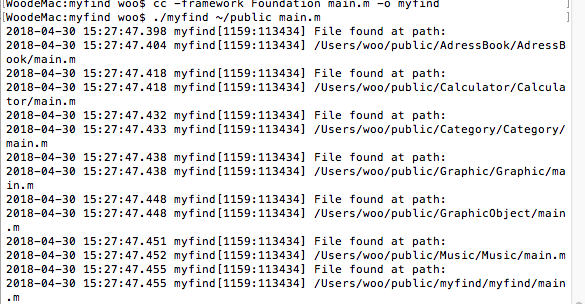 [WoodeMac:myfind woo$ cc -framework Foundation main.m -o myfind ]
[WoodeMac:myfind woo$ ./myfind ~/public main.m ]
2018-04-30 15:27:47.398 myfind[1159:113434] File found at path:
2018-04-30 15:27:47.404 myfind[1159:113434] /Users/woo/public/AdressBook/AdressB
ook/main.m
2018-04-30 15:27:47.418 myfind[1159:113434] File found at path:
2018-04-30 15:27:47.418 myfind[1159:113434] /Users/woo/public/Calculator/Calcula
tor/main.m
2018-04-30 15:27:47.432 myfind[1159:113434] File found at path:
2018-04-30 15:27:47.433 myfind[1159:113434] /Users/woo/public/Category/Category/
main.m
2018-04-30 15:27:47.438 myfind[1159:113434] File found at path:
2018-04-30 15:27:47.438 myfind[1159:113434] /Users/woo/public/Graphic/Graphic/ma
in.m
2018-04-30 15:27:47.448 myfind[1159:113434] File found at path:
2018-04-30 15:27:47.448 myfind[1159:113434] /Users/woo/public/GraphicObject/main
.m
2018-04-30 15:27:47.451 myfind[1159:113434] File found at path:
2018-04-30 15:27:47.452 myfind[1159:113434] /Users/woo/public/Music/Music/main.m
2018-04-30 15:27:47.455 myfind[1159:113434] File found at path:
2018-04-30 15:27:47.455 myfind[1159:113434] /Users/woo/public/myfind/myfind/main
.m